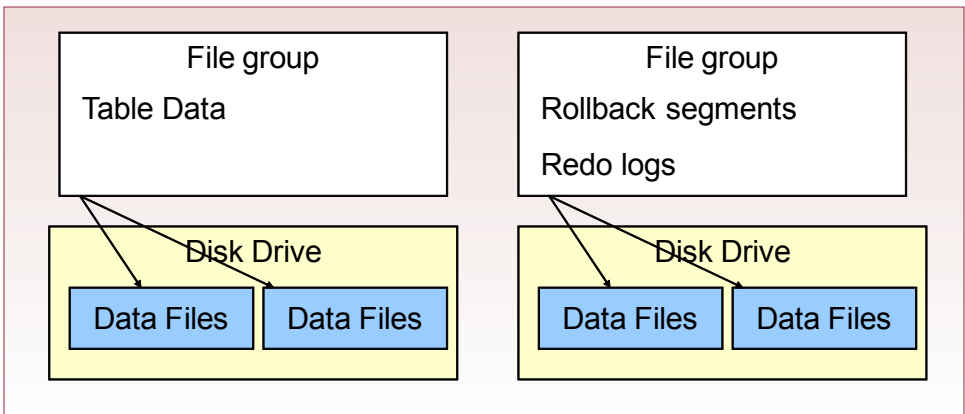 File group
Table Data
Disk Drive
Data Files
Data Files
File group
Rollback segments
Redo logs
Disk Drive
Data Files
Data Files